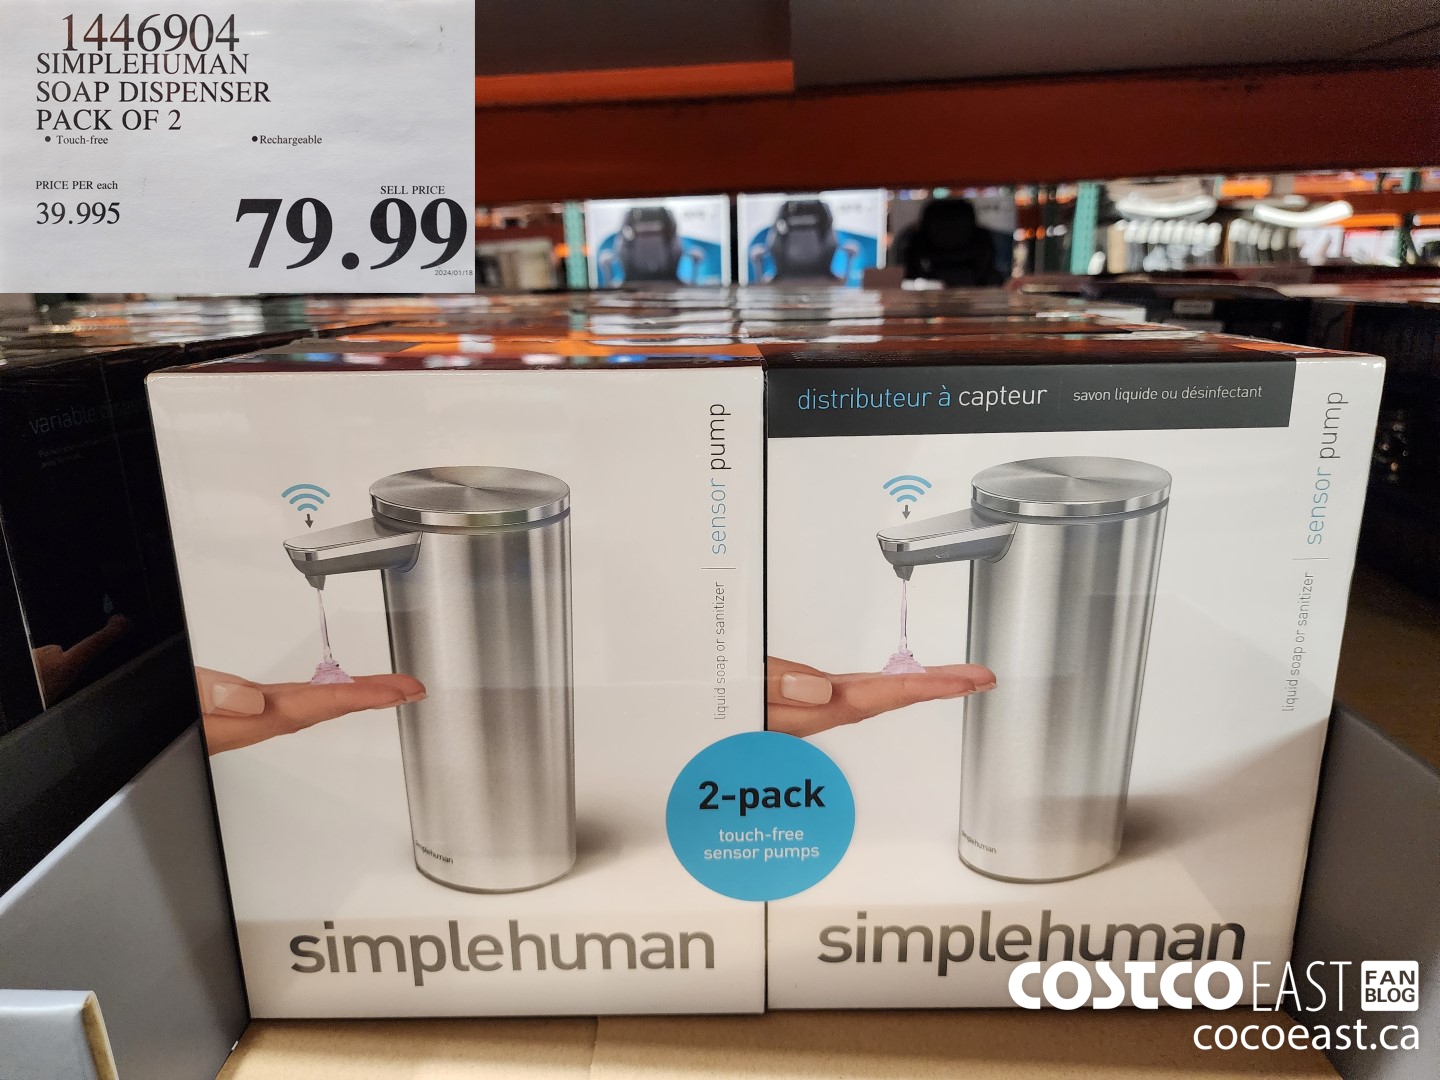 1446904
SIMPLEHUMAN
SOAP DISPENSER
PACK OF 2
• Touch-free
• Rechargeable
PRICE PER each
39.995
SELL PRICE
79.99
2024/01/18
variable
sensor pump
liquid soap or sanitizer
simplehuman
simplehuman
distributeur à capteur | savon liquide ou désinfectant
sensor pump
liquid soap or sanitizer
simplehuman
simplehuman
2-pack
touch-free
sensor pumps
COSTCO EAST FAN BLOG
cocoeast.ca